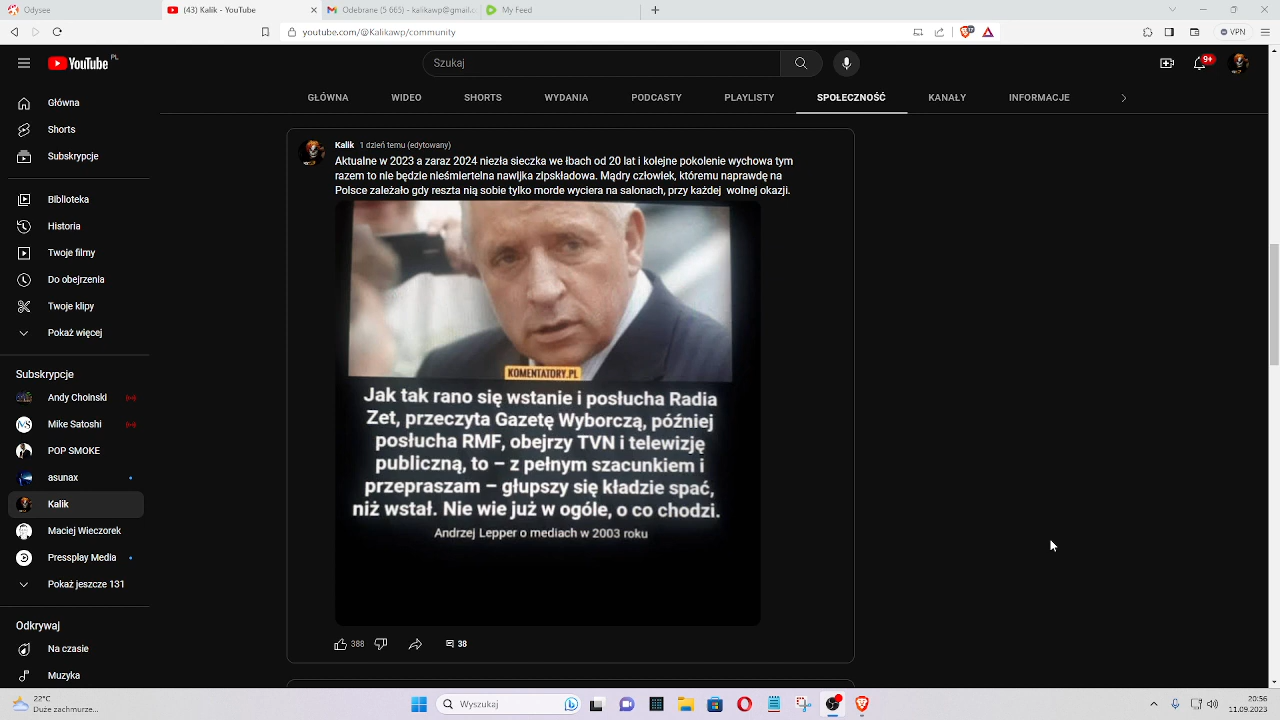 Odysee
(43) Kalik - YouTube
Odebrane (5 665) - kalikawp@gmail.c
My Feed
youtube.com/@Kalikawp/community
VPN
YouTube PL
Szukaj
9+
GŁÓWNA WIDEO SHORTS WYDANIA PODCASTY PLAYLISTY SPOŁECZNOŚĆ KANAŁY INFORMACJE
Główna
Shorts
Subskrypcje
Biblioteka
Historia
Twoje filmy
Do obejrzenia
Twoje klipy
Pokaż więcej
Subskrypcje
Andy Choinski
Mike Satoshi
POP SMOKE
asunax
Kalik
Maciej Wieczorek
Pressplay Media
Pokaż jeszcze 131
Odkrywaj
Na czasie
Muzyka
Kalik 1 dzień temu (edytowany)
Aktualne w 2023 a zaraz 2024 niezła sieczka we łbach od 20 lat i kolejne pokolenie wychowa tym
razem to nie będzie nieśmiertelna nawijka zipskładowa. Mądry człowiek, któremu naprawdę na
Polsce zależało gdy reszta nią sobie tylko morde wyciera na salonach, przy każdej wolnej okazji.
KOMENTATORY.PL
Jak tak rano się wstanie i posłucha Radia
Zet, przeczyta Gazetę Wyborczą, później
posłucha RMF, obejrzy TVN i telewizję
publiczną, to – z pełnym szacunkiem i
przepraszam – głupszy się kładzie spać,
niż wstał. Nie wie już w ogóle, o co chodzi.
Andrzej Lepper o mediach w 2003 roku
388
38
22°C
Duże zachmurze...
Wyszukaj
20:56
11.09.2023